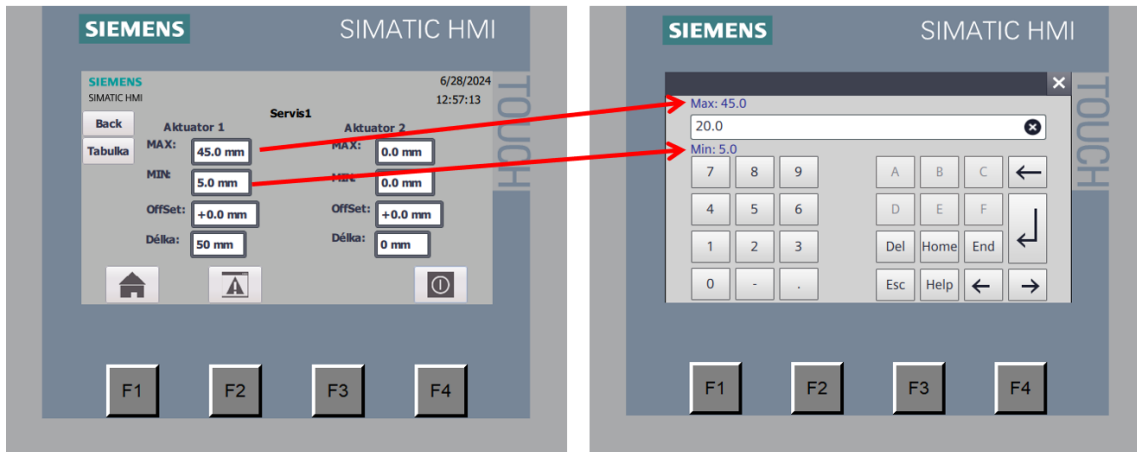 SIEMENS SIMATIC HMI
SIEMENS 6/28/2024
SIMATIC HMI 12:57:13
Servis1
Back Aktuator 1 Aktuator 2
Tabulka MAX: 45.0 mm MAX: 0.0 mm
MIN: 5.0 mm MIN: 0.0 mm
OffSet: +0.0 mm OffSet: +0.0 mm
Délka: 50 mm Délka: 0 mm
TOUCH
F1 F2 F3 F4
SIEMENS SIMATIC HMI
Max: 45.0
20.0
Min: 5.0
7 8 9 A B C
4 5 6 D E F
1 2 3 Del Home End
0 - . Esc Help
TOUCH
F1 F2 F3 F4